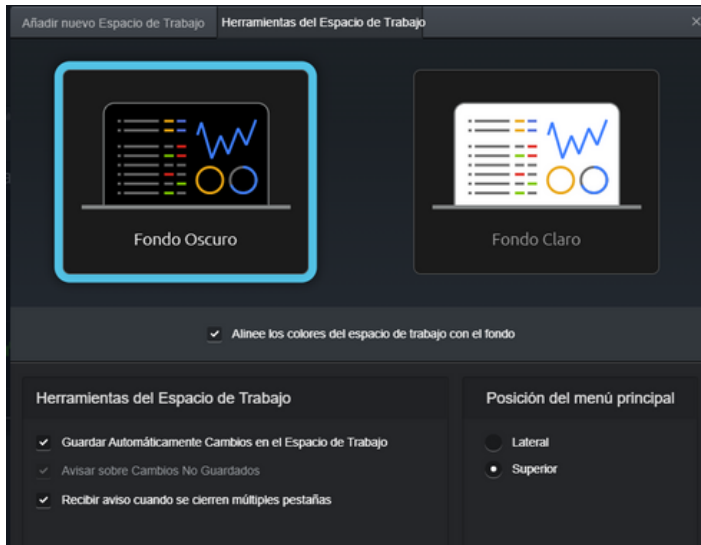 Añadir nuevo Espacio de Trabajo
Herramientas del Espacio de Trabajo
Fondo Oscuro
Fondo Claro
Alinee los colores del espacio de trabajo con el fondo
Herramientas del Espacio de Trabajo
Guardar Automáticamente Cambios en el Espacio de Trabajo
Avisar sobre Cambios No Guardados
Recibir aviso cuando se cierren múltiples pestañas
Posición del menú principal
Lateral
Superior